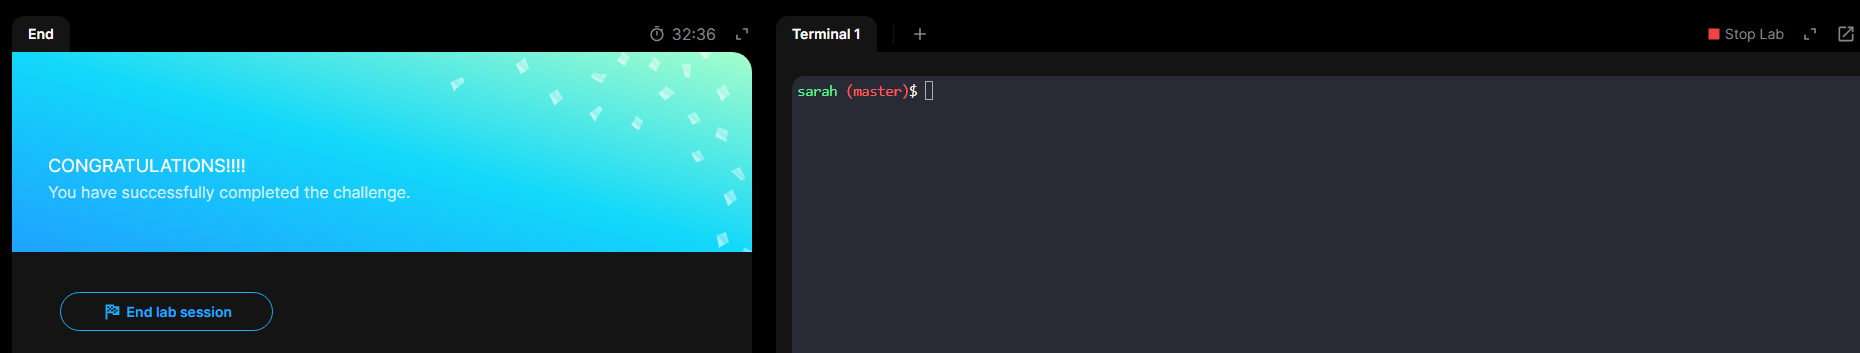 End
32:36
CONGRATULATIONS!!!!
You have successfully completed the challenge.
End lab session
Terminal 1
+
Stop Lab
sarah (master)$